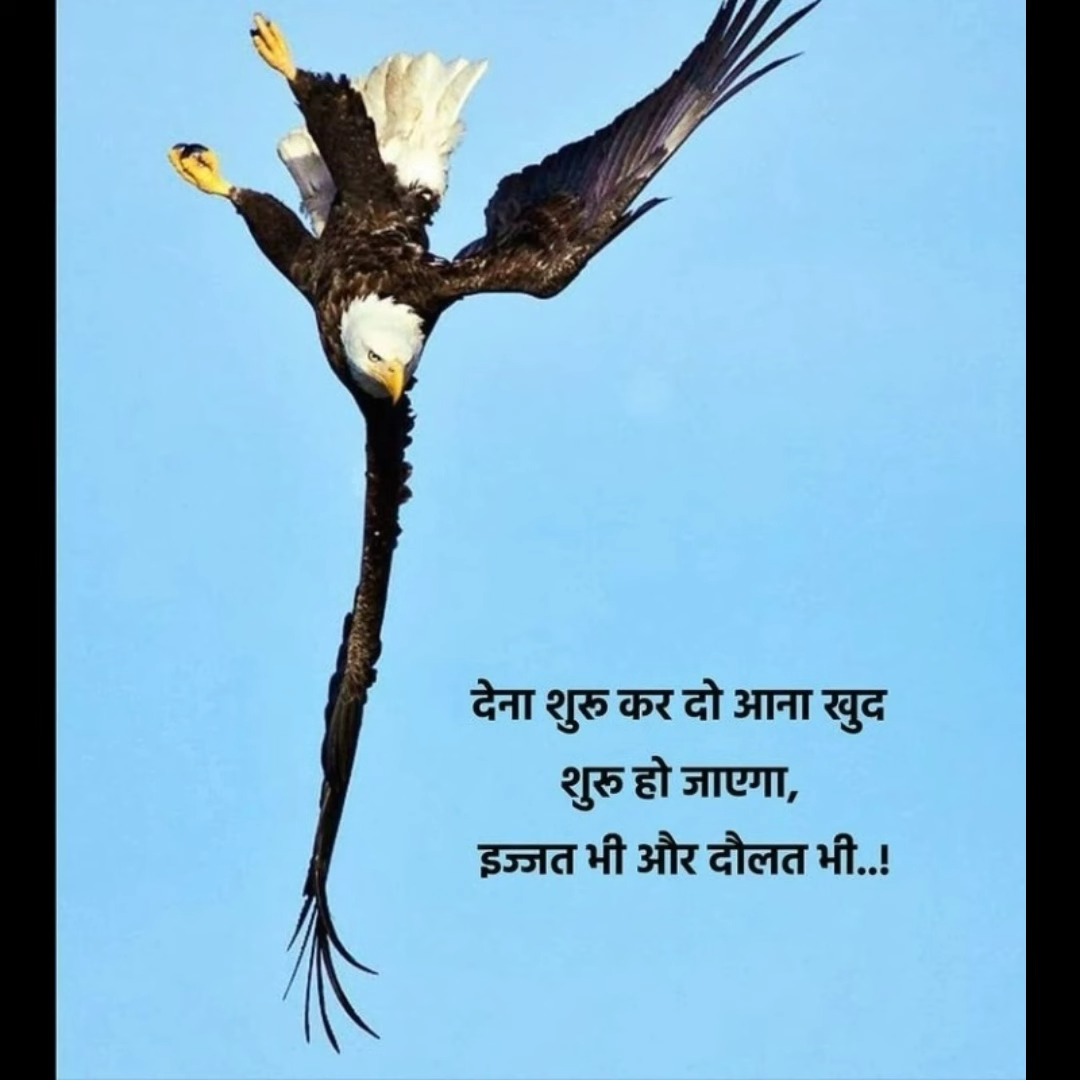 देना शुरू कर दो आना खुद
शुरू हो जाएगा,
इज्जत भी और दौलत भी..!